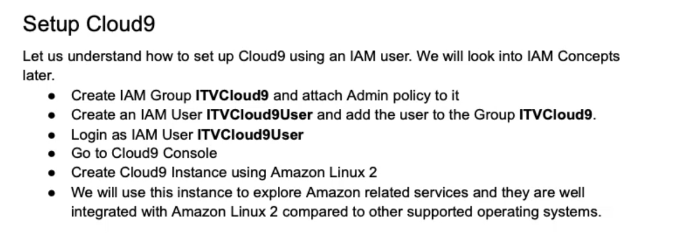 Setup Cloud9
Let us understand how to set up Cloud9 using an IAM user. We will look into IAM Concepts
later.
● Create IAM Group ITVCloud9 and attach Admin policy to it
● Create an IAM User ITVCloud9User and add the user to the Group ITVCloud9.
● Login as IAM User ITVCloud9User
● Go to Cloud9 Console
● Create Cloud9 Instance using Amazon Linux 2
● We will use this instance to explore Amazon related services and they are well
integrated with Amazon Linux 2 compared to other supported operating systems.